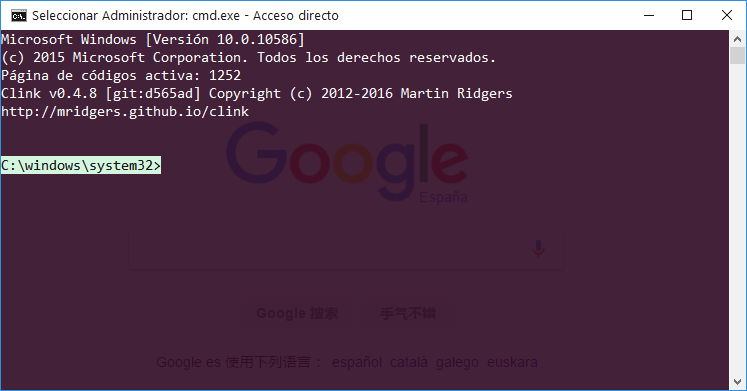 Seleccionar Administrador: cmd.exe - Acceso directo
Microsoft Windows [Versión 10.0.10586]
(c) 2015 Microsoft Corporation. Todos los derechos reservados.
Página de códigos activa: 1252
Clink v0.4.8 [git:d565ad] Copyright (c) 2012-2016 Martin Ridgers
http://mridgers.github.io/clink
C:\windows\system32>
Google
España
Google 搜索 手气不错
Google.es 使用下列语言： español català galego euskara